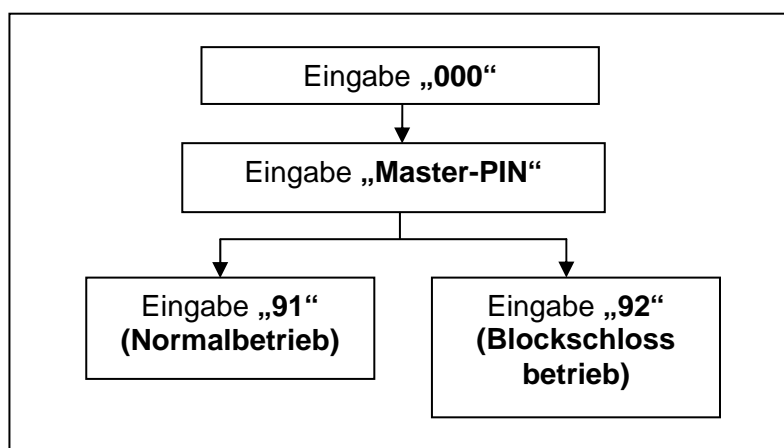 Eingabe „000“
Eingabe „Master-PIN“
Eingabe „91“
(Normalbetrieb)
Eingabe „92“
(Blockschloss
betrieb)